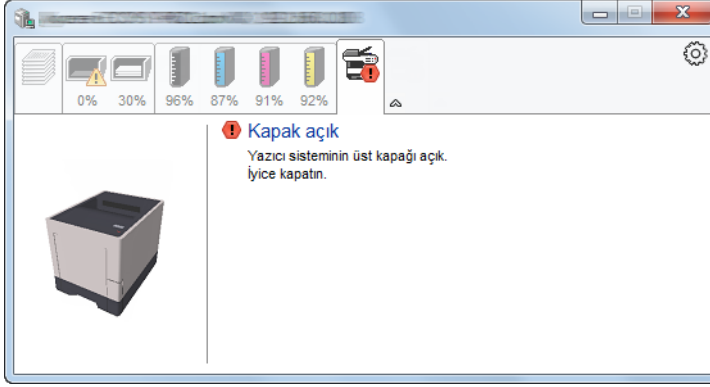 0% 30% 96% 87% 91% 92%
Kapak açık
Yazıcı sisteminin üst kapağı açık.
İyice kapatın.